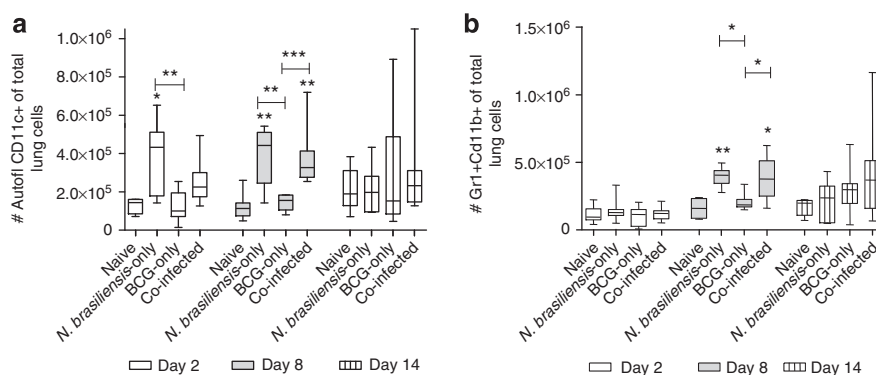 a
# Autofl CD11c+ of total
lung cells
1.0×10⁶
8.0×10⁵
6.0×10⁵
4.0×10⁵
2.0×10⁵
0
** *** ** ** * ** **
Naive
N. brasiliensis-only
BCG-only
Co-infected
Naive
N. brasiliensis-only
BCG-only
Co-infected
Naive
N. brasiliensis-only
BCG-only
Co-infected
Day 2 Day 8 Day 14
b
# Gr1+Cd11b+ of total
lung cells
1.5×10⁶
1.0×10⁶
5.0×10⁵
0
* * ** *
Naive
N. brasiliensis-only
BCG-only
Co-infected
Naive
N. brasiliensis-only
BCG-only
Co-infected
Naive
N. brasiliensis-only
BCG-only
Co-infected
Day 2 Day 8 Day 14